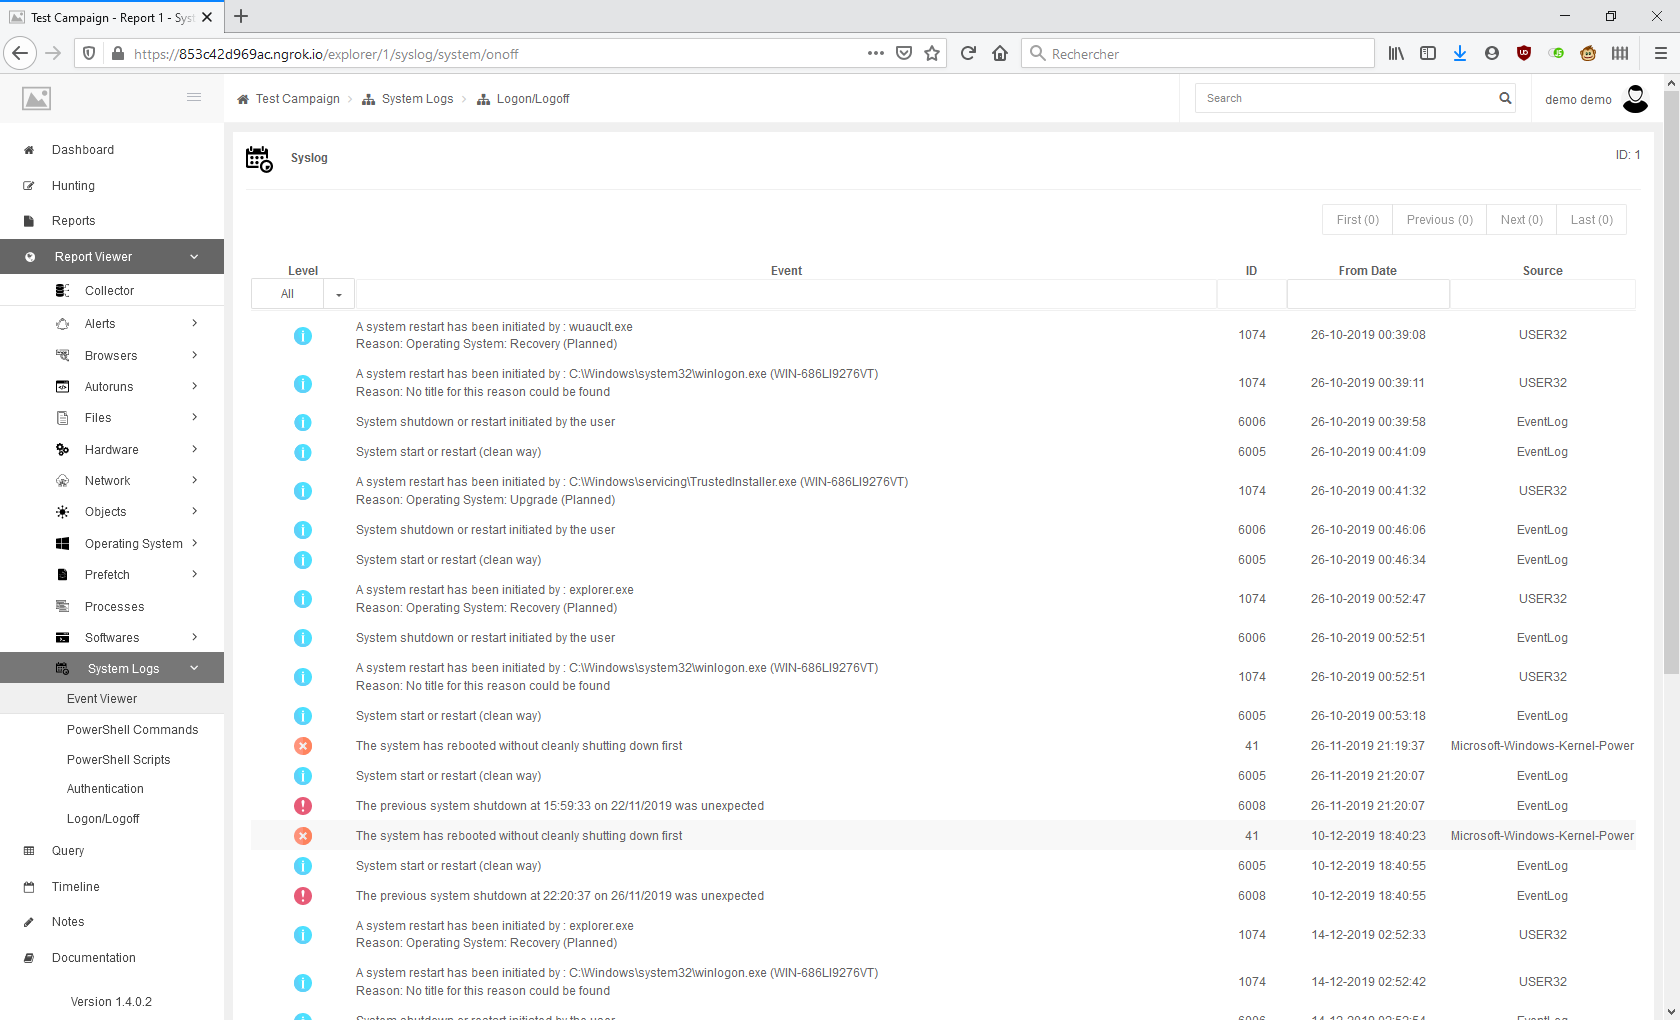 Test Campaign - Report 1 - Sys
https://853c42d969ac.ngrok.io/explorer/1/syslog/system/onoff
Rechercher
Test Campaign
System Logs
Logon/Logoff
Search
demo demo
Dashboard
Hunting
Reports
Report Viewer
Collector
Alerts
Browsers
Autoruns
Files
Hardware
Network
Objects
Operating System
Prefetch
Processes
Softwares
System Logs
Event Viewer
PowerShell Commands
PowerShell Scripts
Authentication
Logon/Logoff
Query
Timeline
Notes
Documentation
Version 1.4.0.2
Syslog
ID: 1
First (0) Previous (0) Next (0) Last (0)
Level Event ID From Date Source
All
A system restart has been initiated by : wuauclt.exe
Reason: Operating System: Recovery (Planned)
1074 26-10-2019 00:39:08 USER32
A system restart has been initiated by : C:\Windows\system32\winlogon.exe (WIN-686LI9276VT)
Reason: No title for this reason could be found
1074 26-10-2019 00:39:11 USER32
System shutdown or restart initiated by the user 6006 26-10-2019 00:39:58 EventLog
System start or restart (clean way) 6005 26-10-2019 00:41:09 EventLog
A system restart has been initiated by : C:\Windows\servicing\TrustedInstaller.exe (WIN-686LI9276VT)
Reason: Operating System: Upgrade (Planned)
1074 26-10-2019 00:41:32 USER32
System shutdown or restart initiated by the user 6006 26-10-2019 00:46:06 EventLog
System start or restart (clean way) 6005 26-10-2019 00:46:34 EventLog
A system restart has been initiated by : explorer.exe
Reason: Operating System: Recovery (Planned)
1074 26-10-2019 00:52:47 USER32
System shutdown or restart initiated by the user 6006 26-10-2019 00:52:51 EventLog
A system restart has been initiated by : C:\Windows\system32\winlogon.exe (WIN-686LI9276VT)
Reason: No title for this reason could be found
1074 26-10-2019 00:52:51 USER32
System start or restart (clean way) 6005 26-10-2019 00:53:18 EventLog
The system has rebooted without cleanly shutting down first 41 26-11-2019 21:19:37 Microsoft-Windows-Kernel-Power
System start or restart (clean way) 6005 26-11-2019 21:20:07 EventLog
The previous system shutdown at 15:59:33 on 22/11/2019 was unexpected 6008 26-11-2019 21:20:07 EventLog
The system has rebooted without cleanly shutting down first 41 10-12-2019 18:40:23 Microsoft-Windows-Kernel-Power
System start or restart (clean way) 6005 10-12-2019 18:40:55 EventLog
The previous system shutdown at 22:20:37 on 26/11/2019 was unexpected 6008 10-12-2019 18:40:55 EventLog
A system restart has been initiated by : explorer.exe
Reason: Operating System: Recovery (Planned)
1074 14-12-2019 02:52:33 USER32
A system restart has been initiated by : C:\Windows\system32\winlogon.exe (WIN-686LI9276VT)
Reason: No title for this reason could be found
1074 14-12-2019 02:52:42 USER32
System shutdown or restart initiated by the user 6006 14-12-2019 02:52:54 EventLog